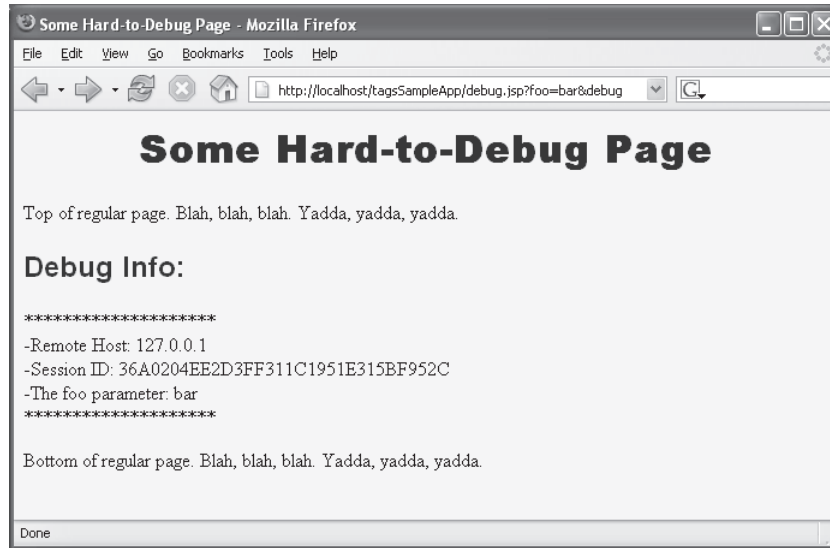 Some Hard-to-Debug Page - Mozilla Firefox
File Edit View Go Bookmarks Tools Help
http://localhost/tagsSampleApp/debug.jsp?foo=bar&debug
G
Some Hard-to-Debug Page
Top of regular page. Blah, blah, blah. Yadda, yadda, yadda.
Debug Info:
********************
-Remote Host: 127.0.0.1
-Session ID: 36A0204EE2D3FF311C1951E315BF952C
-The foo parameter: bar
********************
Bottom of regular page. Blah, blah, blah. Yadda, yadda, yadda.
Done